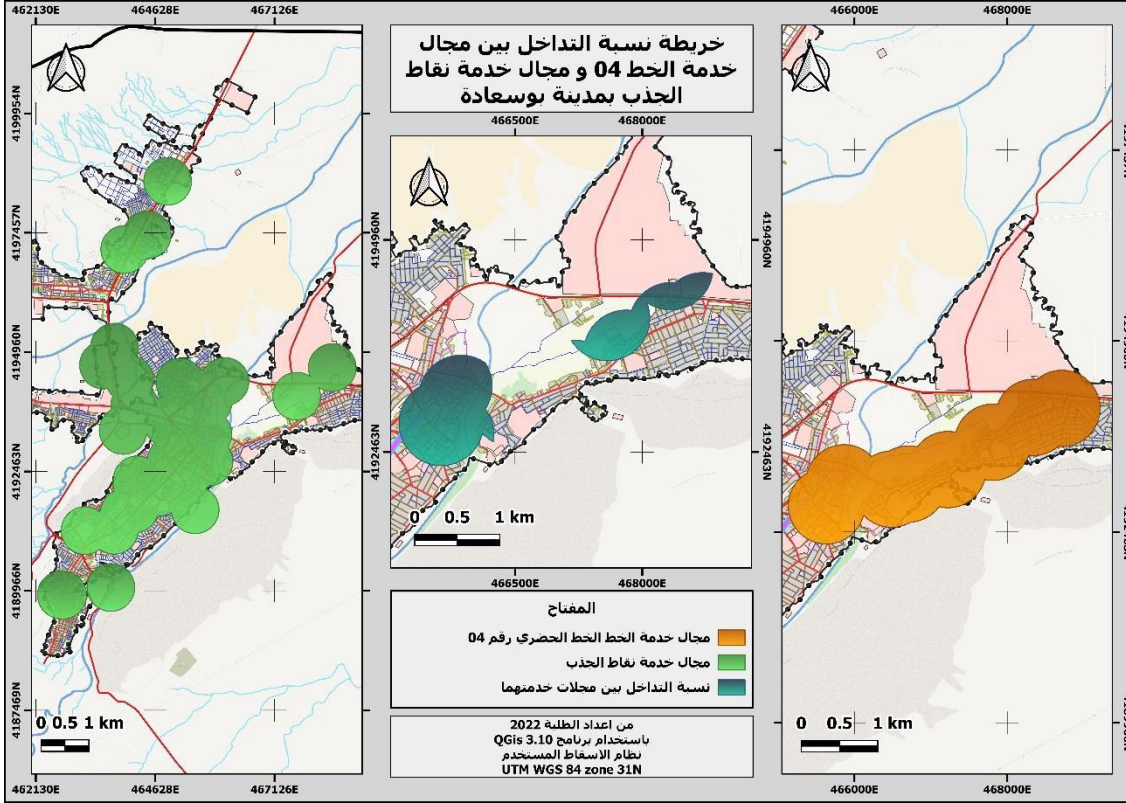 خريطة نسبة التداخل بين مجال
خدمة الخط 04 و مجال خدمة نقاط
الجذب بمدينة بوسعادة
462130E 464628E 467126E
4199954N
4197457N
4194960N
4192463N
4189966N
4187469N
0 0.5 1 km
462130E 464628E 467126E
466500E 468000E
4194960N
4192463N
0 0.5 1 km
466500E 468000E
466000E 468000E
4194960N
4192463N
0 0.5 1 km
466000E 468000E
المفتاح
مجال خدمة الخط الخط الحضري رقم 04
مجال خدمة نقاط الجذب
نسبة التداخل بين مجلات خدمتهما
من اعداد الطلبة 2022
باستخدام برنامج QGis 3.10
نظام الاسقاط المستخدم
UTM WGS 84 zone 31N